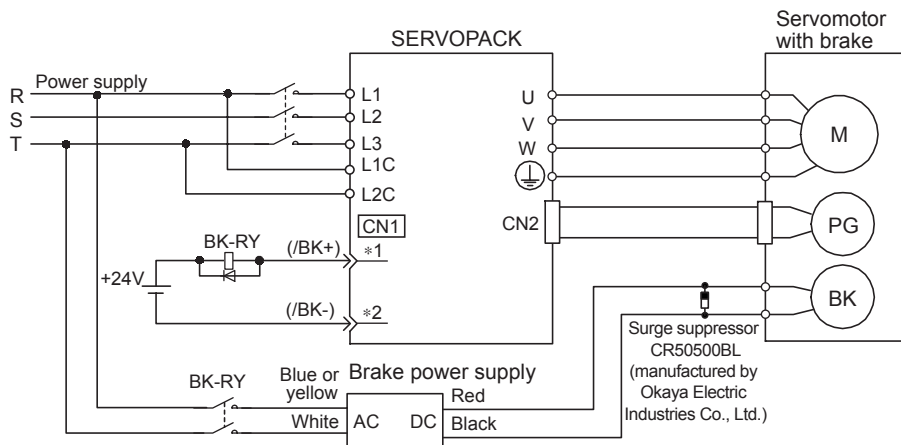 Servomotor
with brake
SERVOPACK
Power supply
R
S
T
L1
L2
L3
L1C
L2C
U
V
W
M
CN1
CN2
PG
BK-RY
(/BK+)
*1
+24V
(/BK-)
*2
BK
Surge suppressor
CR50500BL
(manufactured by
Okaya Electric
Industries Co., Ltd.)
BK-RY
Blue or
yellow
White
Brake power supply
AC
DC
Red
Black